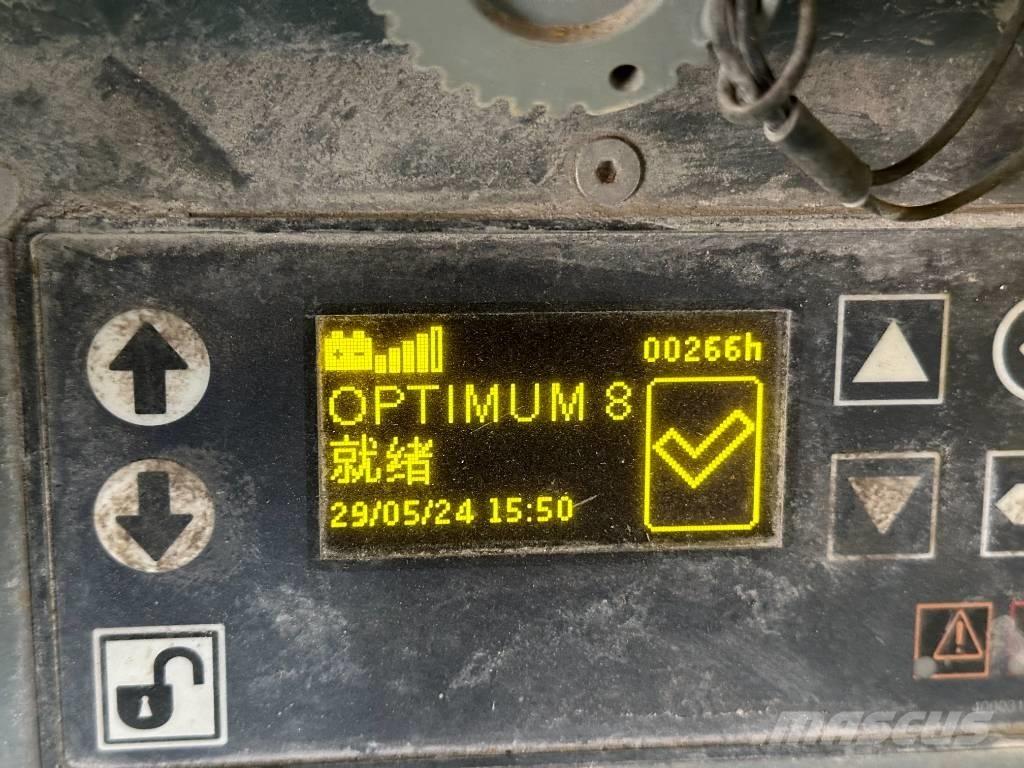 00266h
OPTIMUM 8
就绪
29/05/24 15:50
MASCUS